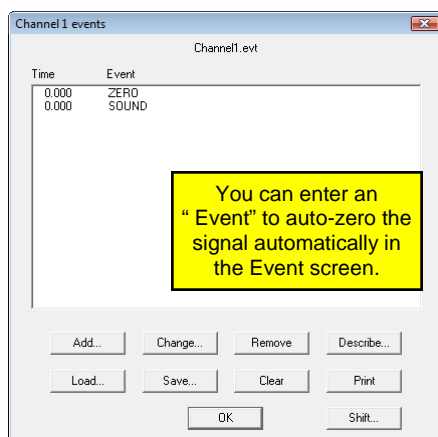 Channel 1 events
Channel1.evt
Time Event
0.000 ZERO
0.000 SOUND
You can enter an
“ Event” to auto-zero the
signal automatically in
the Event screen.
Add... Change... Remove Describe...
Load... Save... Clear Print
OK Shift...